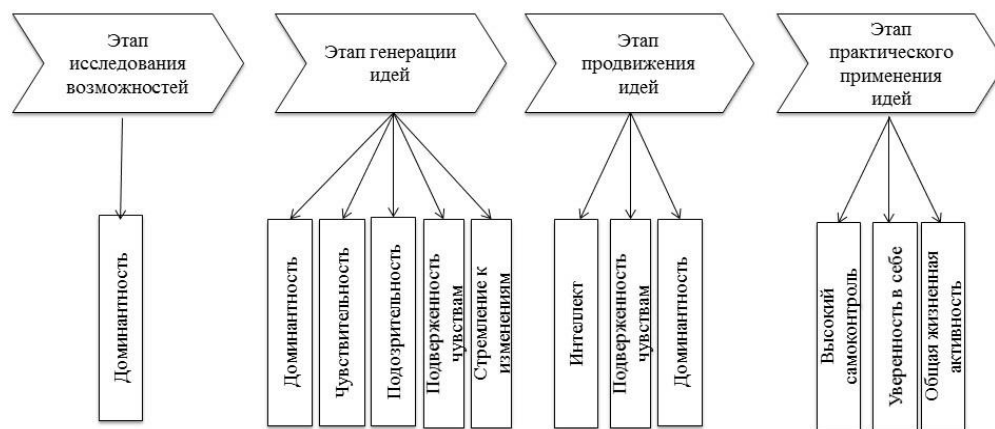 Этап
исследования
возможностей
Этап генерации
идей
Этап
продвижения
идей
Этап
практического
применения
идей
Доминантность
Доминантность
Чувствительность
Подозрительность
Подверженность
чувствам
Стремление к
изменениям
Интеллект
Подверженность
чувствам
Доминантность
Высокий
самоконтроль
Уверенность в себе
Общая жизненная
активность